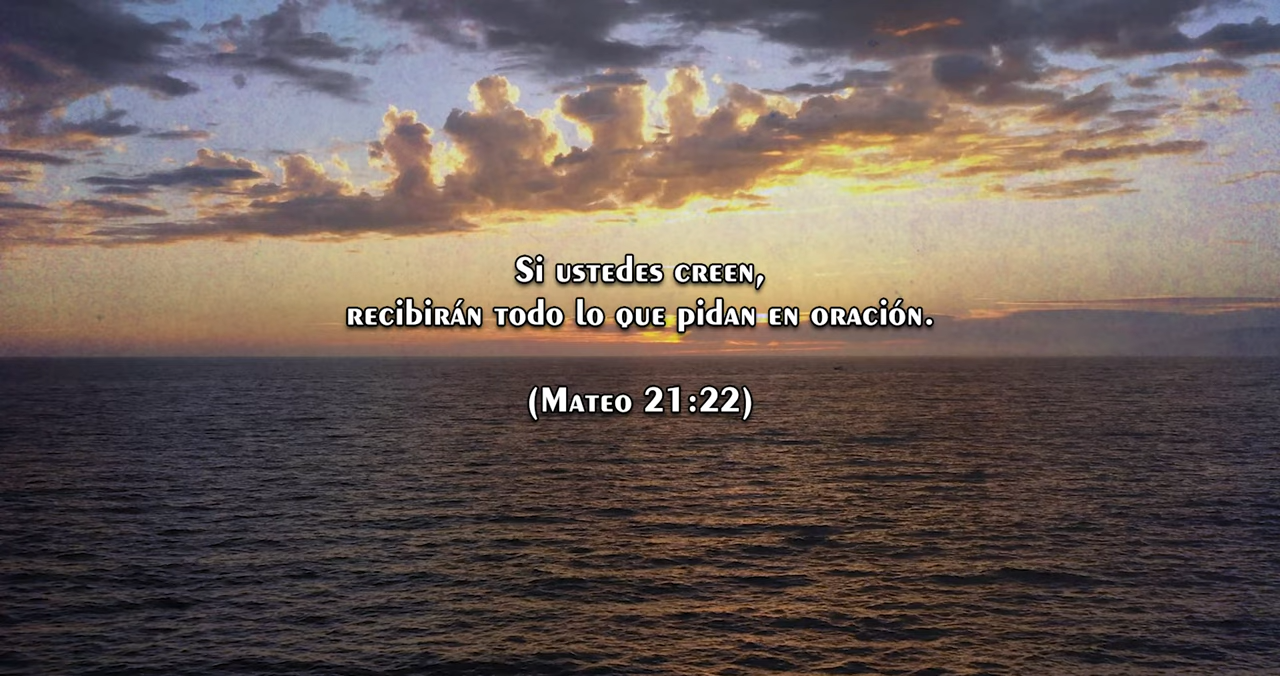 Si ustedes creen,
recibirán todo lo que pidan en oración.
(Mateo 21:22)